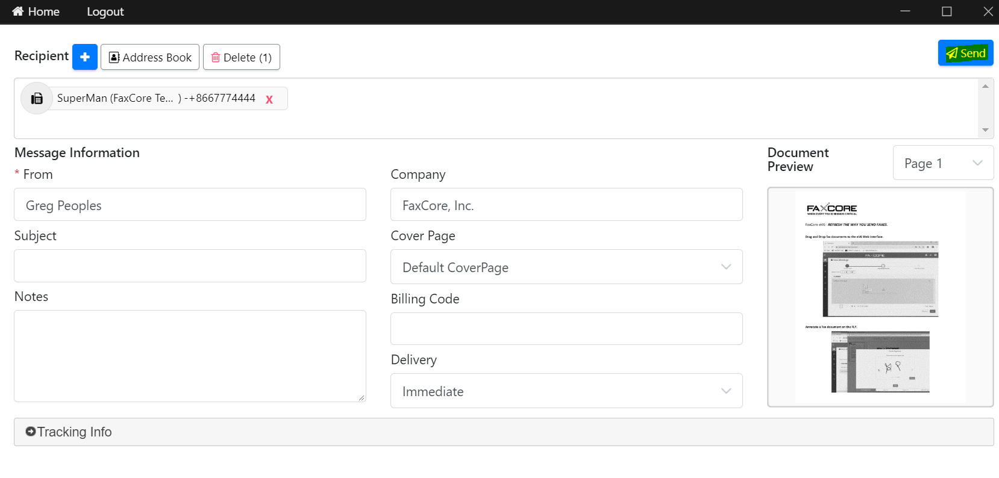 Home Logout
Recipient + Address Book Delete (1) Send
SuperMan (FaxCore Te... ) -+8667774444 x
Message Information
Document
Preview
Page 1
* From
Greg Peoples
Company
FaxCore, Inc.
Subject
Cover Page
Default CoverPage
Notes
Billing Code
Delivery
Immediate
FAXCORE
WHEN EVERY FAX IS MISSION CRITICAL
FaxCore eV6: REFRESH THE WAY YOU SEND FAXES.
Drag and Drop fax documents to the eV6 Web Interface.
FAXCORE
Annotate a Fax document on the FLY.
Tracking Info